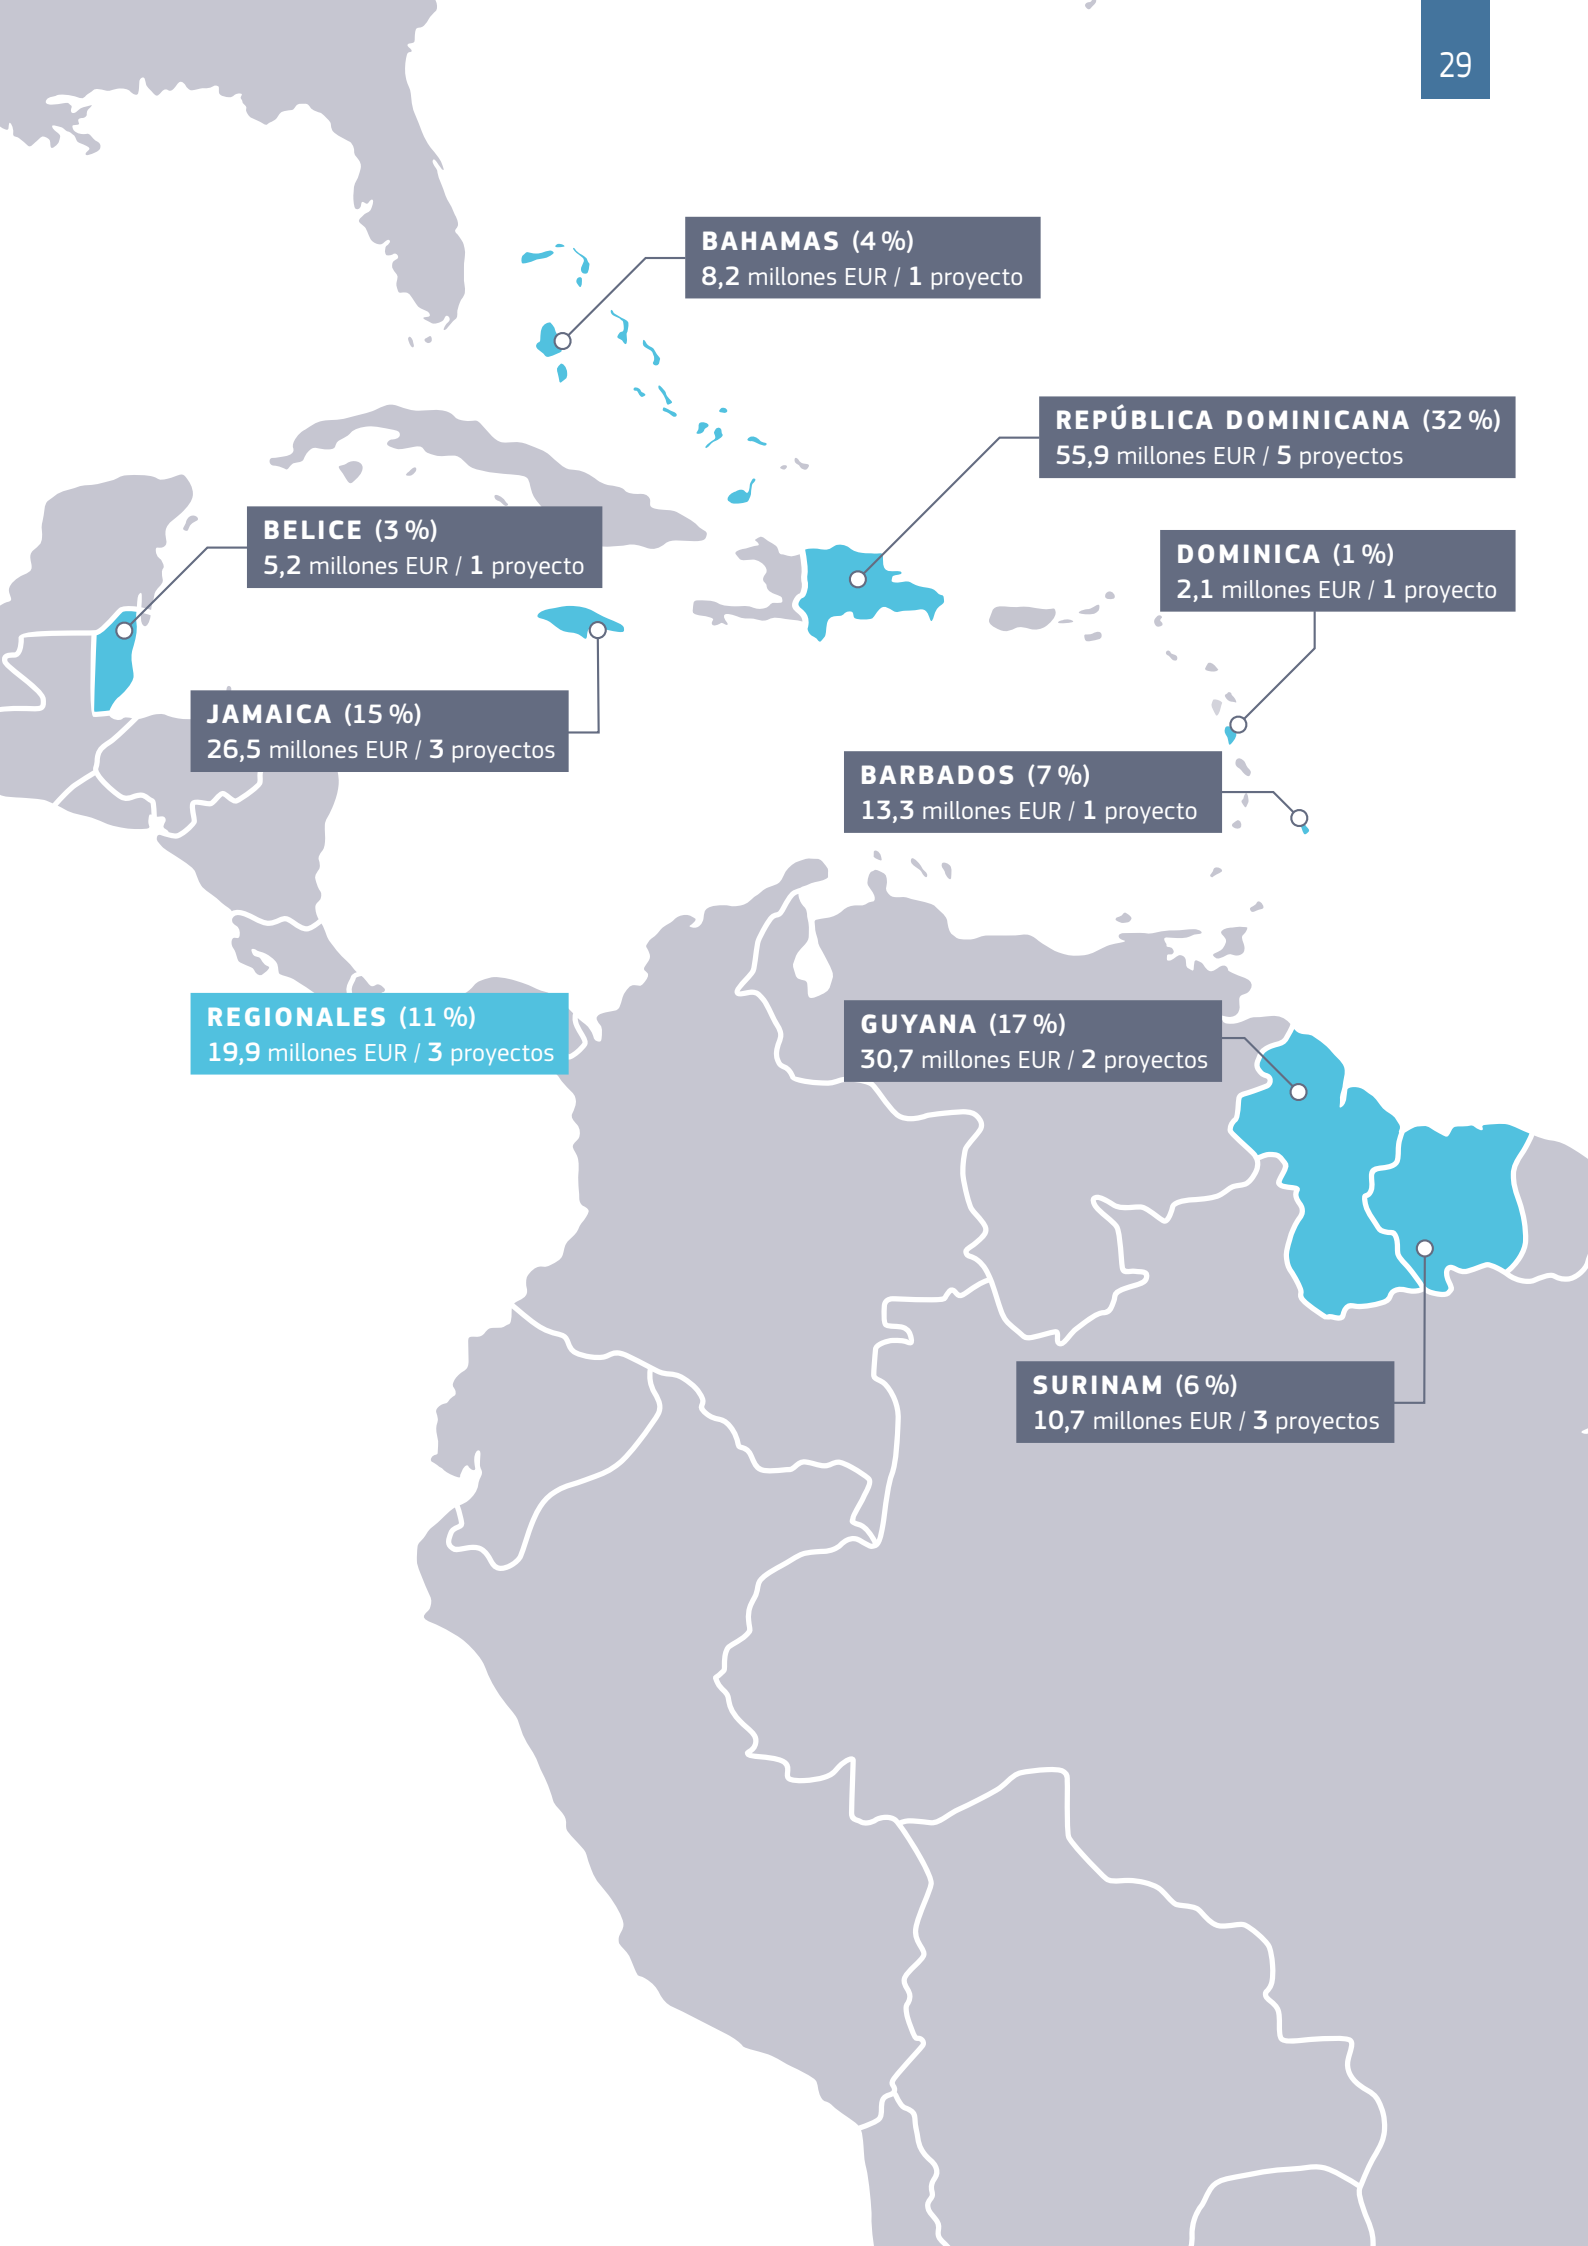 29
BAHAMAS (4 %)
8,2 millones EUR / 1 proyecto
REPÚBLICA DOMINICANA (32 %)
55,9 millones EUR / 5 proyectos
BELICE (3 %)
5,2 millones EUR / 1 proyecto
DOMINICA (1 %)
2,1 millones EUR / 1 proyecto
JAMAICA (15 %)
26,5 millones EUR / 3 proyectos
BARBADOS (7 %)
13,3 millones EUR / 1 proyecto
REGIONALES (11 %)
19,9 millones EUR / 3 proyectos
GUYANA (17 %)
30,7 millones EUR / 2 proyectos
SURINAM (6 %)
10,7 millones EUR / 3 proyectos